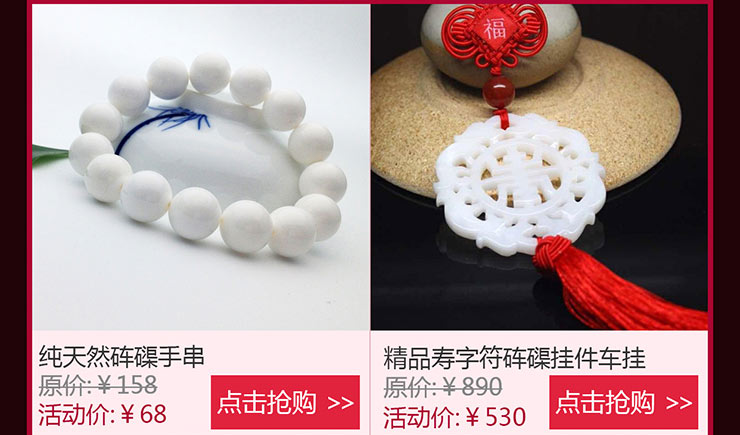 福
纯天然砗磲手串
原价:￥158
活动价:￥68
点击抢购 >>
精品寿字符砗磲挂件车挂
原价:￥890
活动价:￥530
点击抢购 >>